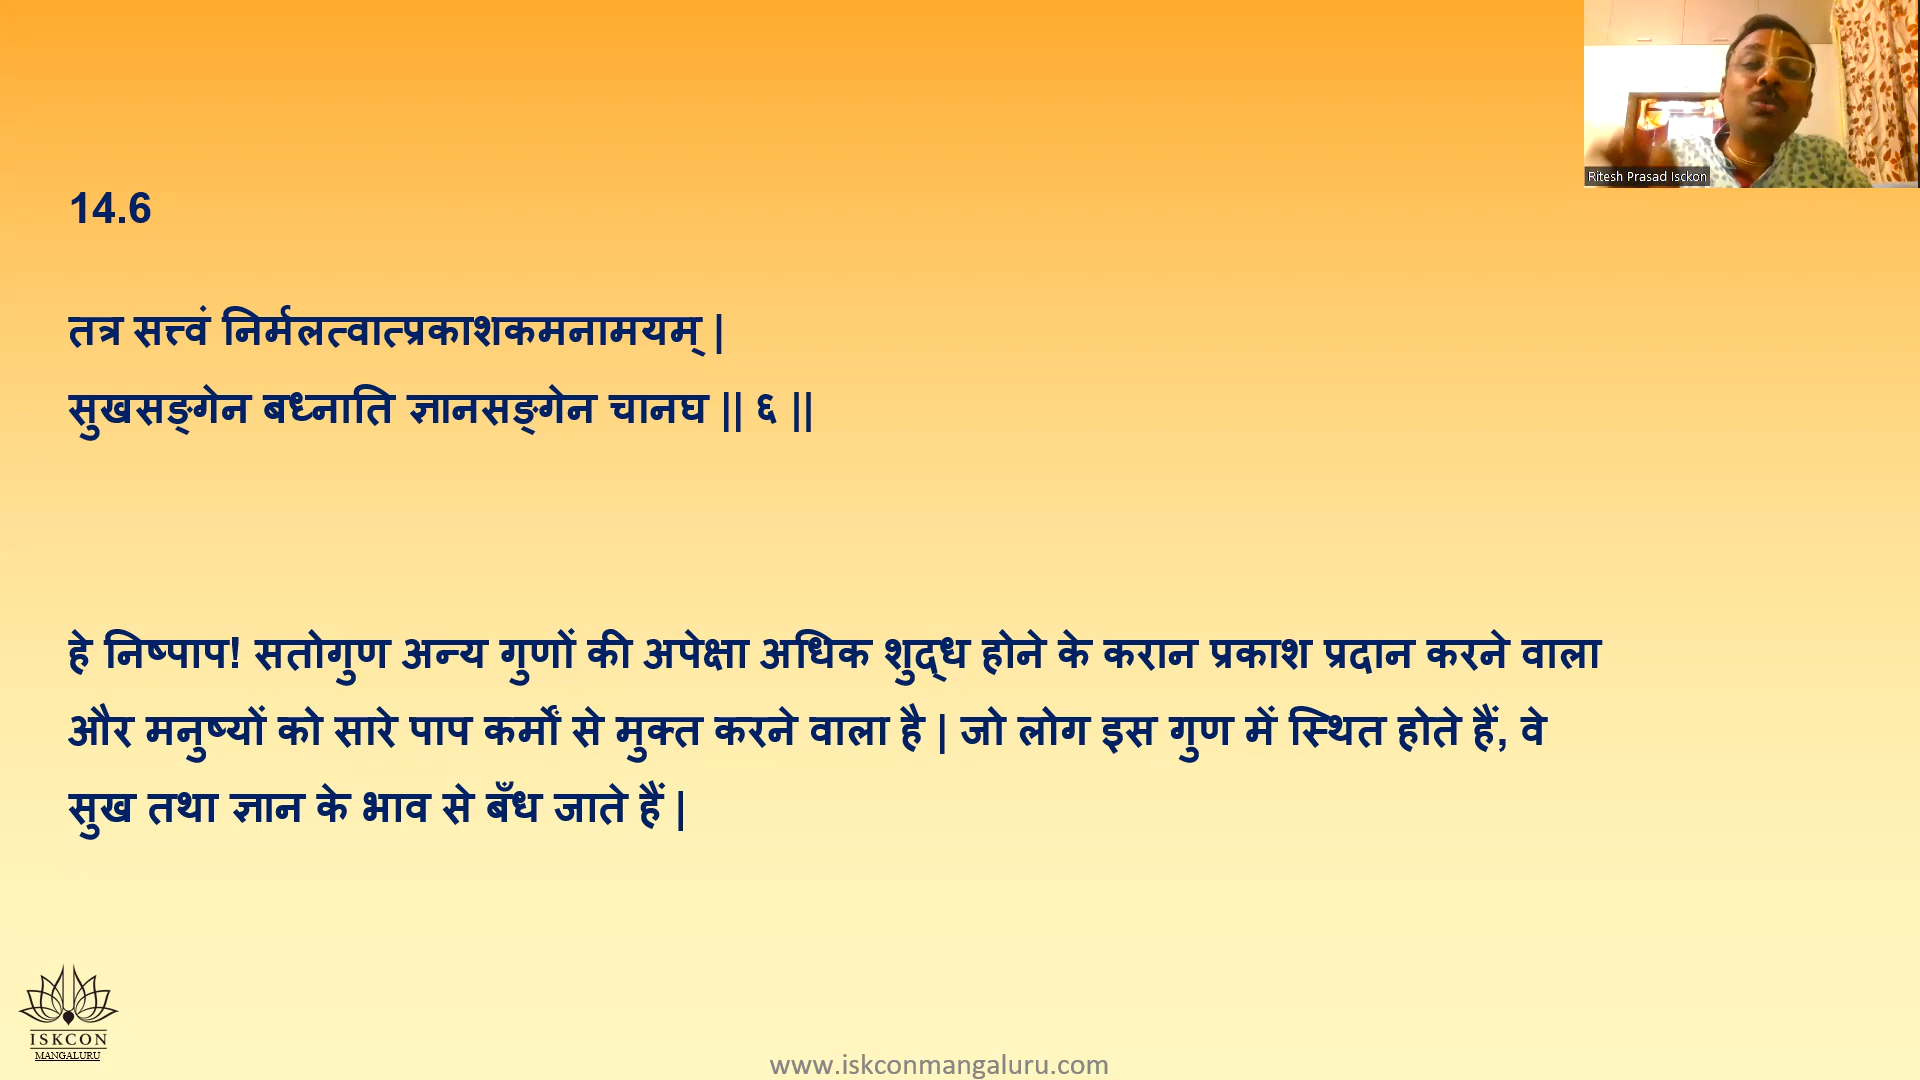 Ritesh Prasad Isckon
14.6
तत्र सत्त्वं निर्मलत्वात्प्रकाशकमनामयम् |
सुखसङ्गेन बध्नाति ज्ञानसङ्गेन चानघ || ६ ||
हे निष्पाप! सतोगुण अन्य गुणों की अपेक्षा अधिक शुद्ध होने के करान प्रकाश प्रदान करने वाला
और मनुष्यों को सारे पाप कर्मों से मुक्त करने वाला है | जो लोग इस गुण में स्थित होते हैं, वे
सुख तथा ज्ञान के भाव से बँध जाते हैं |
ISKCON
MANGALURU
www.iskconmangaluru.com